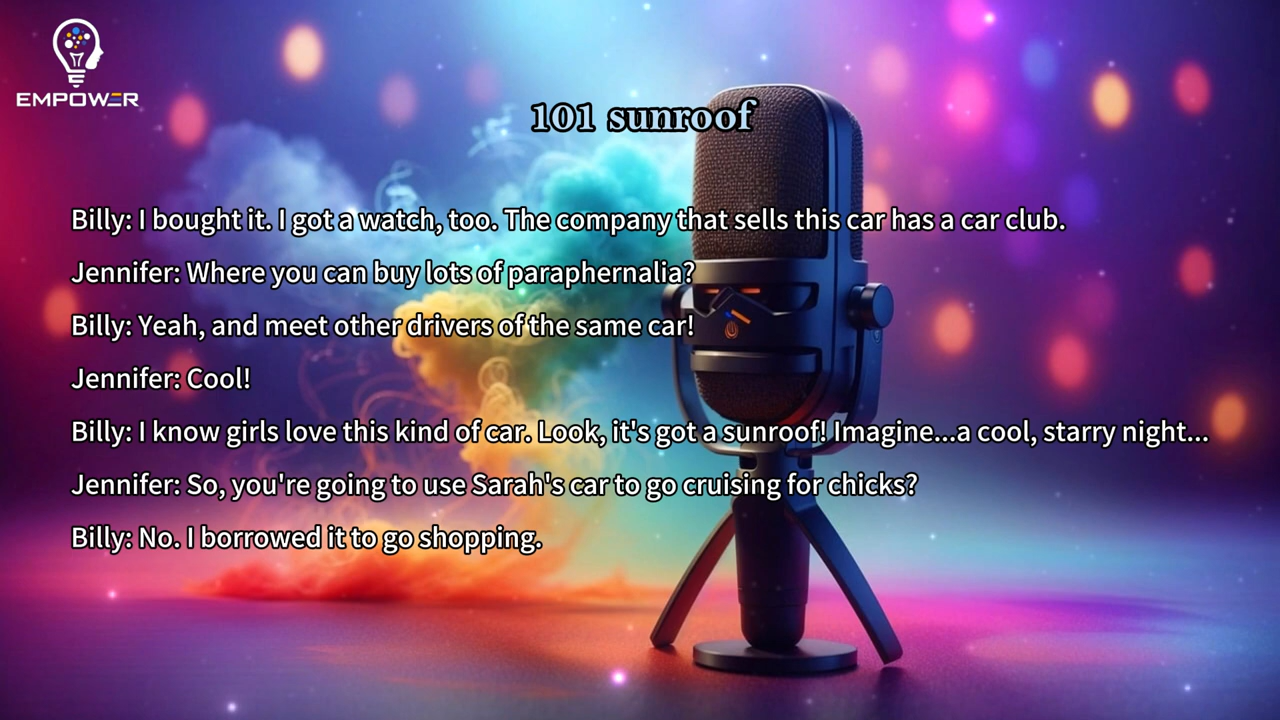 EMPOWER
101 sunroof
Billy: I bought it. I got a watch, too. The company that sells this car has a car club.
Jennifer: Where you can buy lots of paraphernalia?
Billy: Yeah, and meet other drivers of the same car!
Jennifer: Cool!
Billy: I know girls love this kind of car. Look, it's got a sunroof! Imagine...a cool, starry night...
Jennifer: So, you're going to use Sarah's car to go cruising for chicks?
Billy: No. I borrowed it to go shopping.